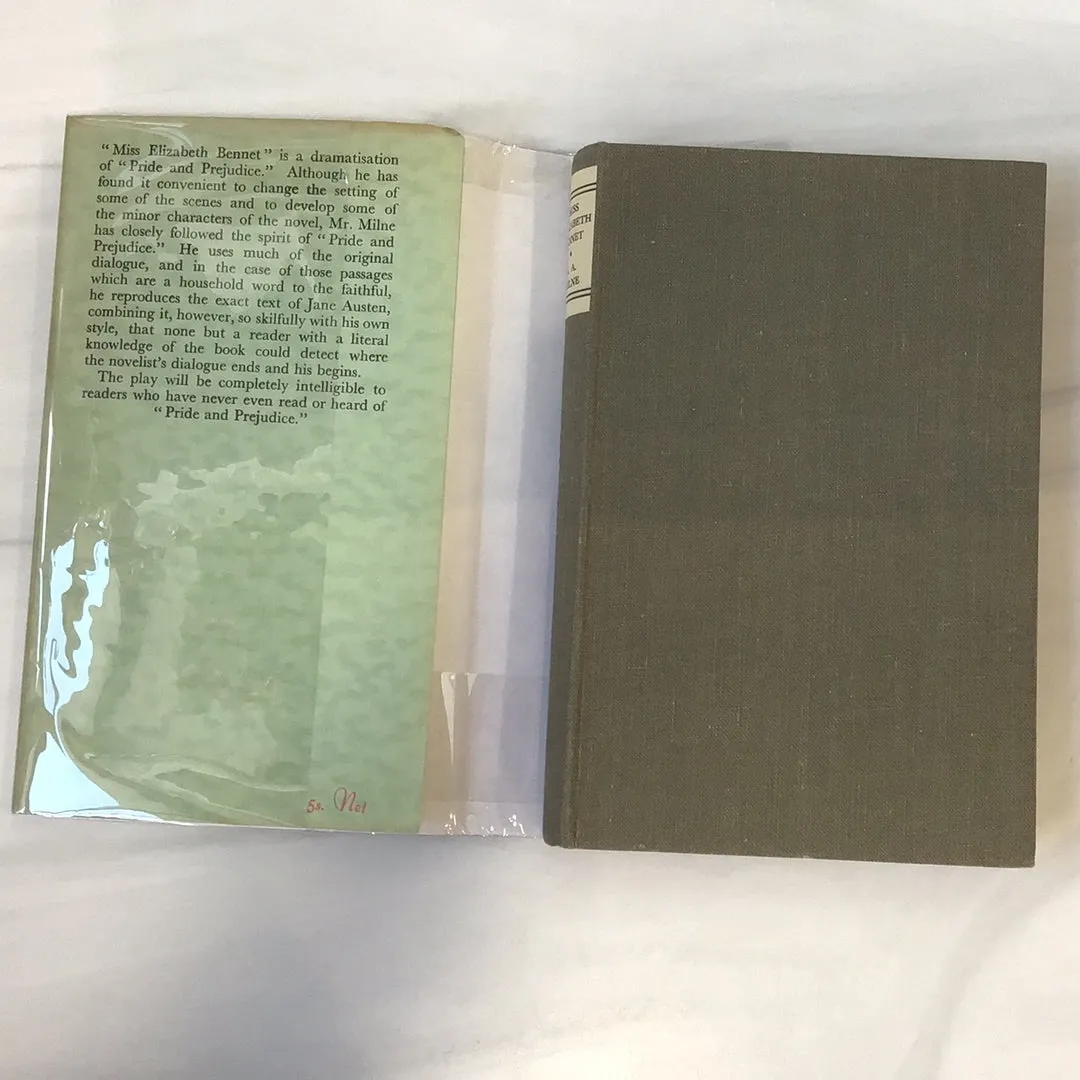 “ Miss Elizabeth Bennet ” is a dramatisation
of “ Pride and Prejudice.” Although he has
found it convenient to change the setting of
some of the scenes and to develop some of
the minor characters of the novel, Mr. Milne
has closely followed the spirit of “ Pride and
Prejudice.” He uses much of the original
dialogue, and in the case of those passages
which are a household word to the faithful,
he reproduces the exact text of Jane Austen,
combining it, however, so skilfully with his own
style, that none but a reader with a literal
knowledge of the book could detect where
the novelist’s dialogue ends and his begins.
The play will be completely intelligible to
readers who have never even read or heard of
“ Pride and Prejudice.”
5s. Net